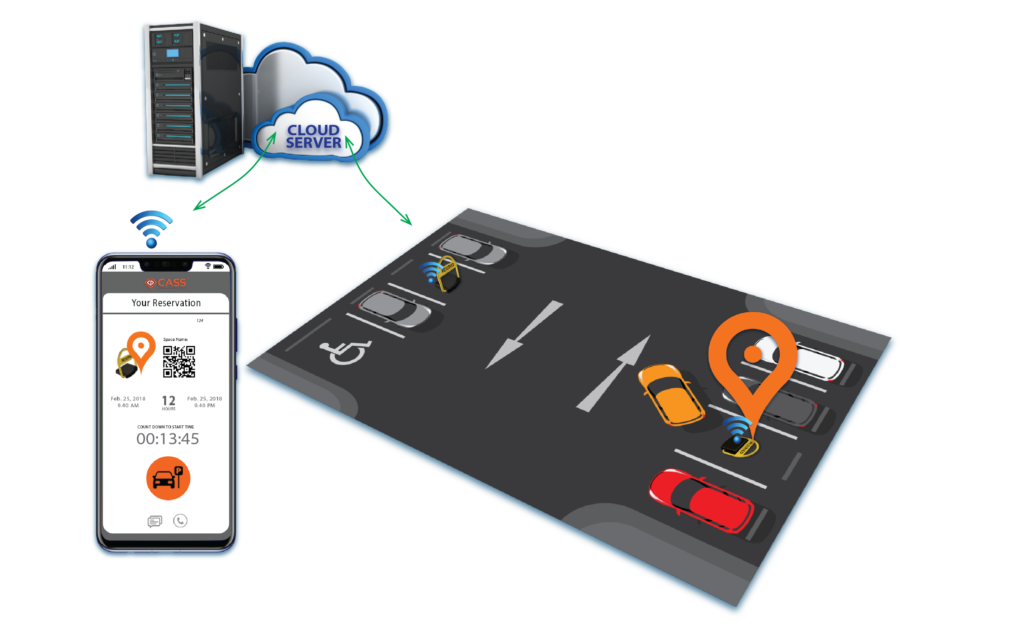 CLOUD
SERVER
11:12
CASS
Your Reservation
124
Space Name
Feb. 25, 2018
9:40 AM
12
HOURS
Feb. 25, 2018
9:40 PM
COUNT DOWN TO START TIME
00:13:45
P